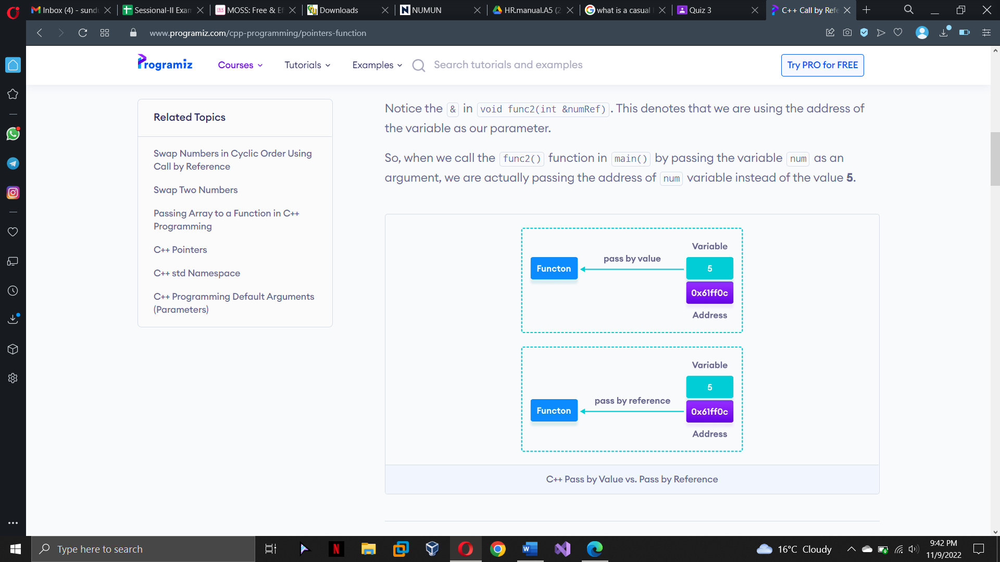 Inbox (4) - sund
Sessional-II Exam
MOSS: Free & Ef
Downloads
NUMUN
HR.manual.A5 (2
what is a casual
Quiz 3
C++ Call by Refe
www.programiz.com/cpp-programming/pointers-function
Programiz
Courses
Tutorials
Examples
Search tutorials and examples
Try PRO for FREE
Related Topics
Swap Numbers in Cyclic Order Using
Call by Reference
Swap Two Numbers
Passing Array to a Function in C++
Programming
C++ Pointers
C++ std Namespace
C++ Programming Default Arguments
(Parameters)
Notice the & in void func2(int &numRef). This denotes that we are using the address of
the variable as our parameter.
So, when we call the func2() function in main() by passing the variable num as an
argument, we are actually passing the address of num variable instead of the value 5.
Variable
pass by value
Functon
5
0x61ff0c
Address
Variable
5
pass by reference
Functon
0x61ff0c
Address
C++ Pass by Value vs. Pass by Reference
Type here to search
16°C Cloudy
9:42 PM
11/9/2022